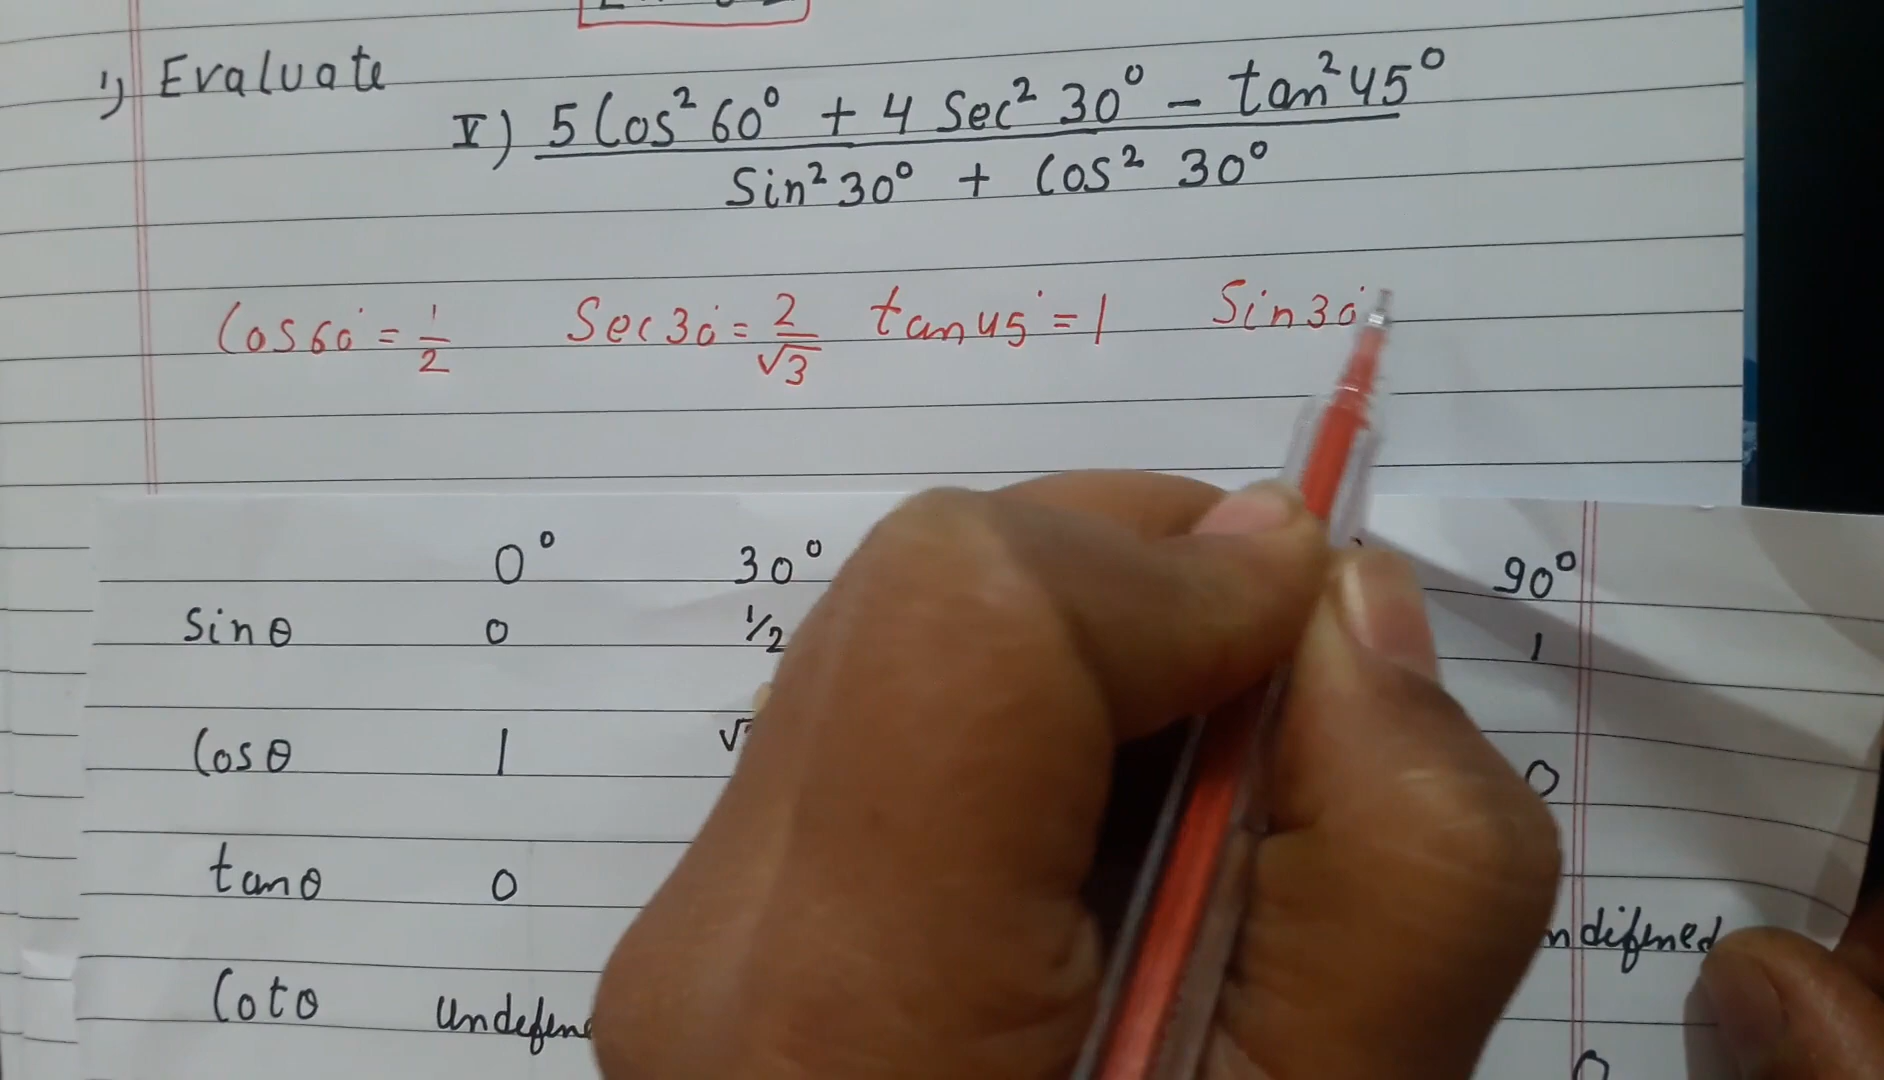 1) Evaluate
V) 5 Cos² 60° + 4 Sec² 30° - tan² 45°
Sin² 30° + Cos² 30°
Cos 60° = 1/2 Sec 30° = 2/√3 tan 45° = 1 Sin 30°
0° 30° 90°
Sin θ 0 1/2 1
Cos θ 1 0
tan θ 0
Cot θ